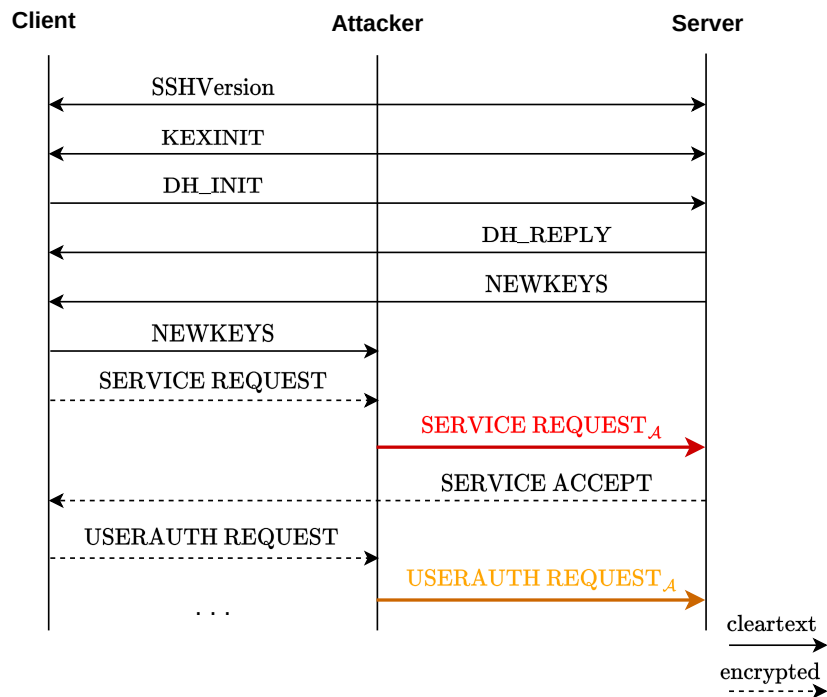 Client
Attacker
Server
SSHVersion
KEXINIT
DH_INIT
DH_REPLY
NEWKEYS
NEWKEYS
SERVICE REQUEST
SERVICE REQUEST𝒜
SERVICE ACCEPT
USERAUTH REQUEST
USERAUTH REQUEST𝒜
. . .
cleartext
encrypted